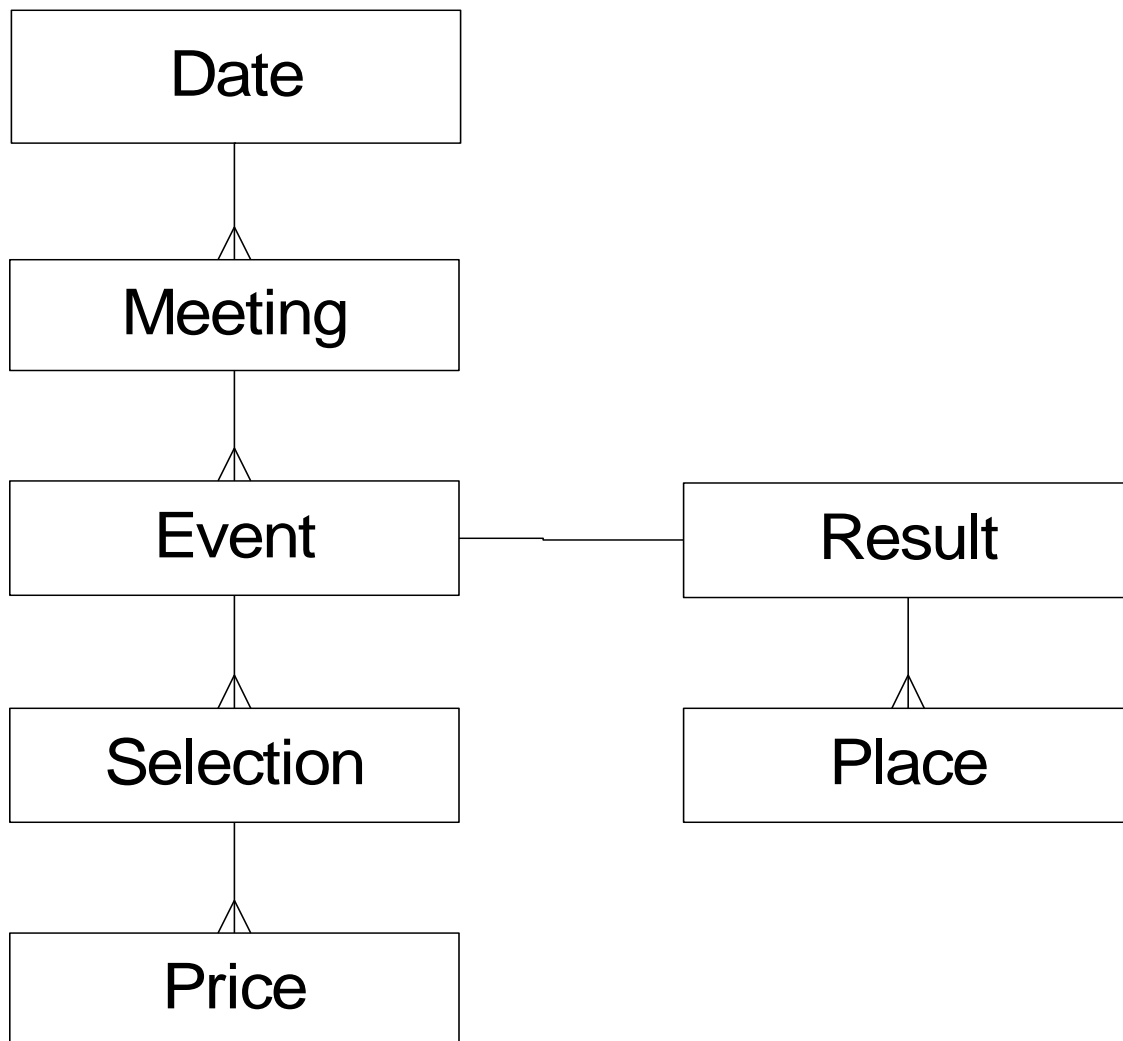 Date
Meeting
Event
Result
Selection
Place
Price